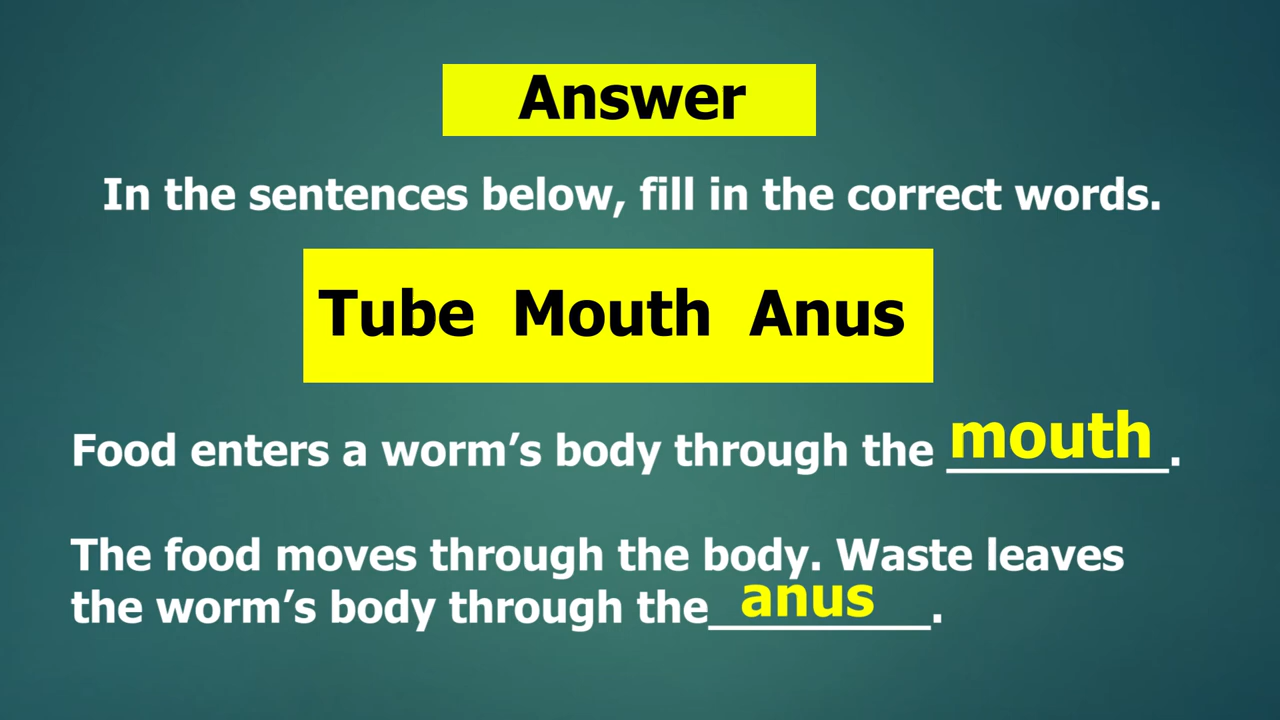 Answer
In the sentences below, fill in the correct words.
Tube Mouth Anus
Food enters a worm’s body through the mouth.
The food moves through the body. Waste leaves
the worm’s body through the anus.